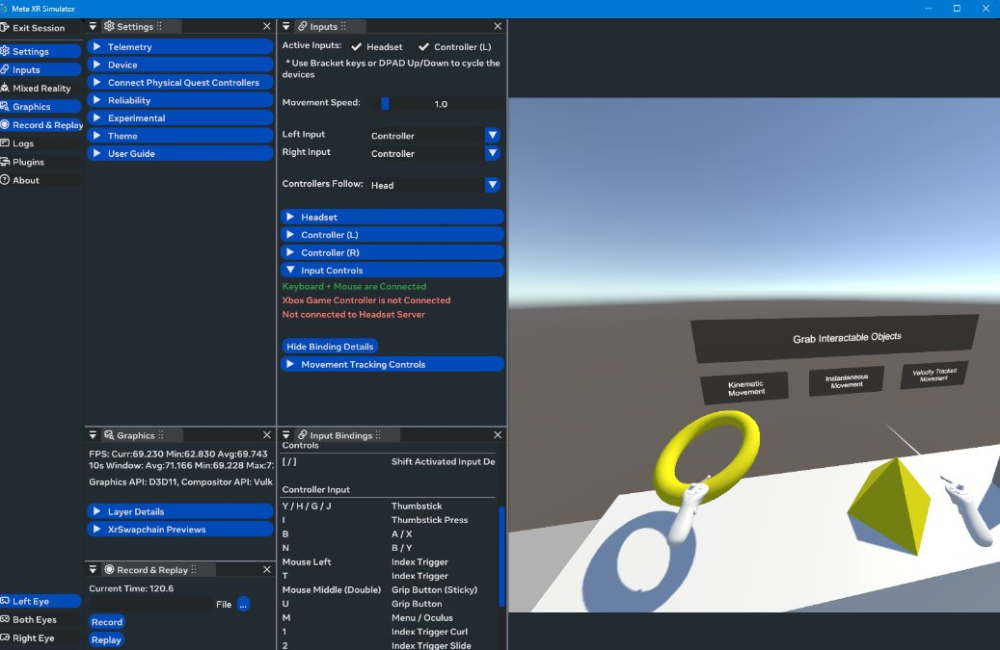 Meta XR Simulator
Exit Session
Settings
Inputs
Mixed Reality
Graphics
Record & Replay
Logs
Plugins
About
Left Eye
Both Eyes
Right Eye
Settings
Telemetry
Device
Connect Physical Quest Controllers
Reliability
Experimental
Theme
User Guide
Graphics
FPS: Curr:69.230 Min:62.830 Avg:69.743
10s Window: Avg:71.166 Min:69.228 Max:7
Graphics API: D3D11, Compositor API: Vulk
Layer Details
XrSwapchain Previews
Record & Replay
Current Time: 120.6
File ...
Record
Replay
Inputs
Active Inputs: Headset Controller (L)
* Use Bracket keys or DPAD Up/Down to cycle the
devices
Movement Speed: 1.0
Left Input Controller
Right Input Controller
Controllers Follow: Head
Headset
Controller (L)
Controller (R)
Input Controls
Keyboard + Mouse are Connected
Xbox Game Controller is not Connected
Not connected to Headset Server
Hide Binding Details
Movement Tracking Controls
Input Bindings
Controls
[ / ] Shift Activated Input De
Controller Input
Y / H / G / J Thumbstick
I Thumbstick Press
B A / X
N B / Y
Mouse Left Index Trigger
T Index Trigger
Mouse Middle (Double) Grip Button (Sticky)
U Grip Button
M Menu / Oculus
1 Index Trigger Curl
2 Index Trigger Slide
Grab Interactable Objects
Kinematic
Movement
Instantaneous
Movement
Velocity Tracked
Movement